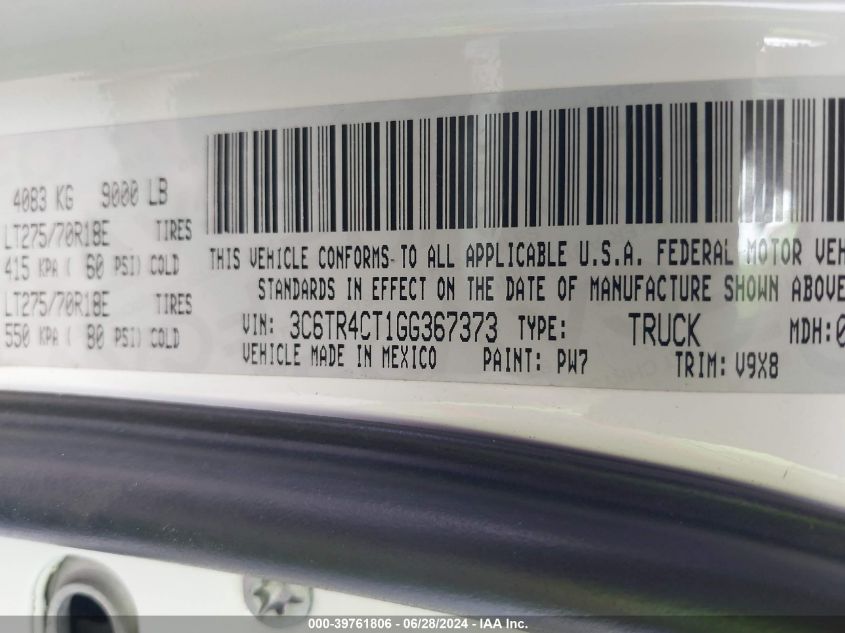 4083 KG 9000 LB
LT275/70R18E TIRES
415 KPA ( 60 PSI) COLD
LT275/70R18E TIRES
550 KPA ( 80 PSI) COLD
THIS VEHICLE CONFORMS TO ALL APPLICABLE U.S.A. FEDERAL MOTOR VEH
STANDARDS IN EFFECT ON THE DATE OF MANUFACTURE SHOWN ABOVE
VIN: 3C6TR4CT1GG367373 TYPE: TRUCK MDH:0
VEHICLE MADE IN MEXICO PAINT: PW7 TRIM: V9X8
000-39761806 - 06/28/2024 - IAA Inc.